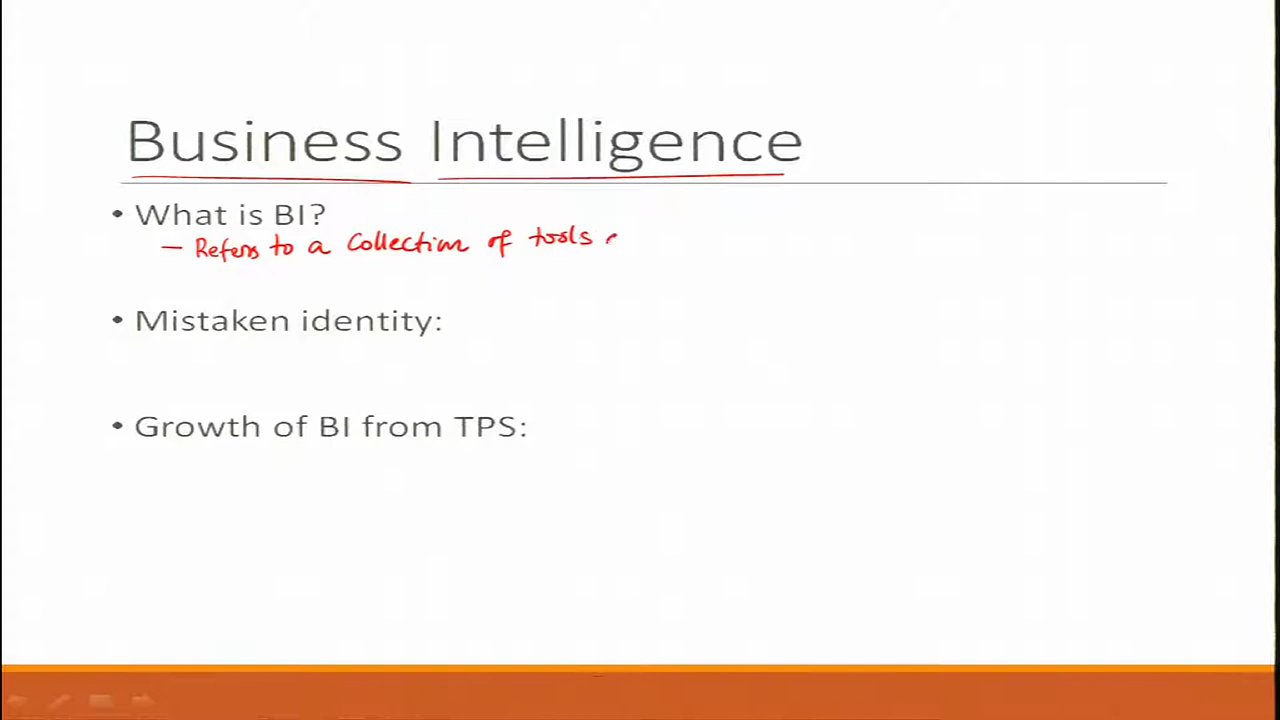 Business Intelligence
• What is BI?
– Refers to a Collection of tools
• Mistaken identity:
• Growth of BI from TPS: